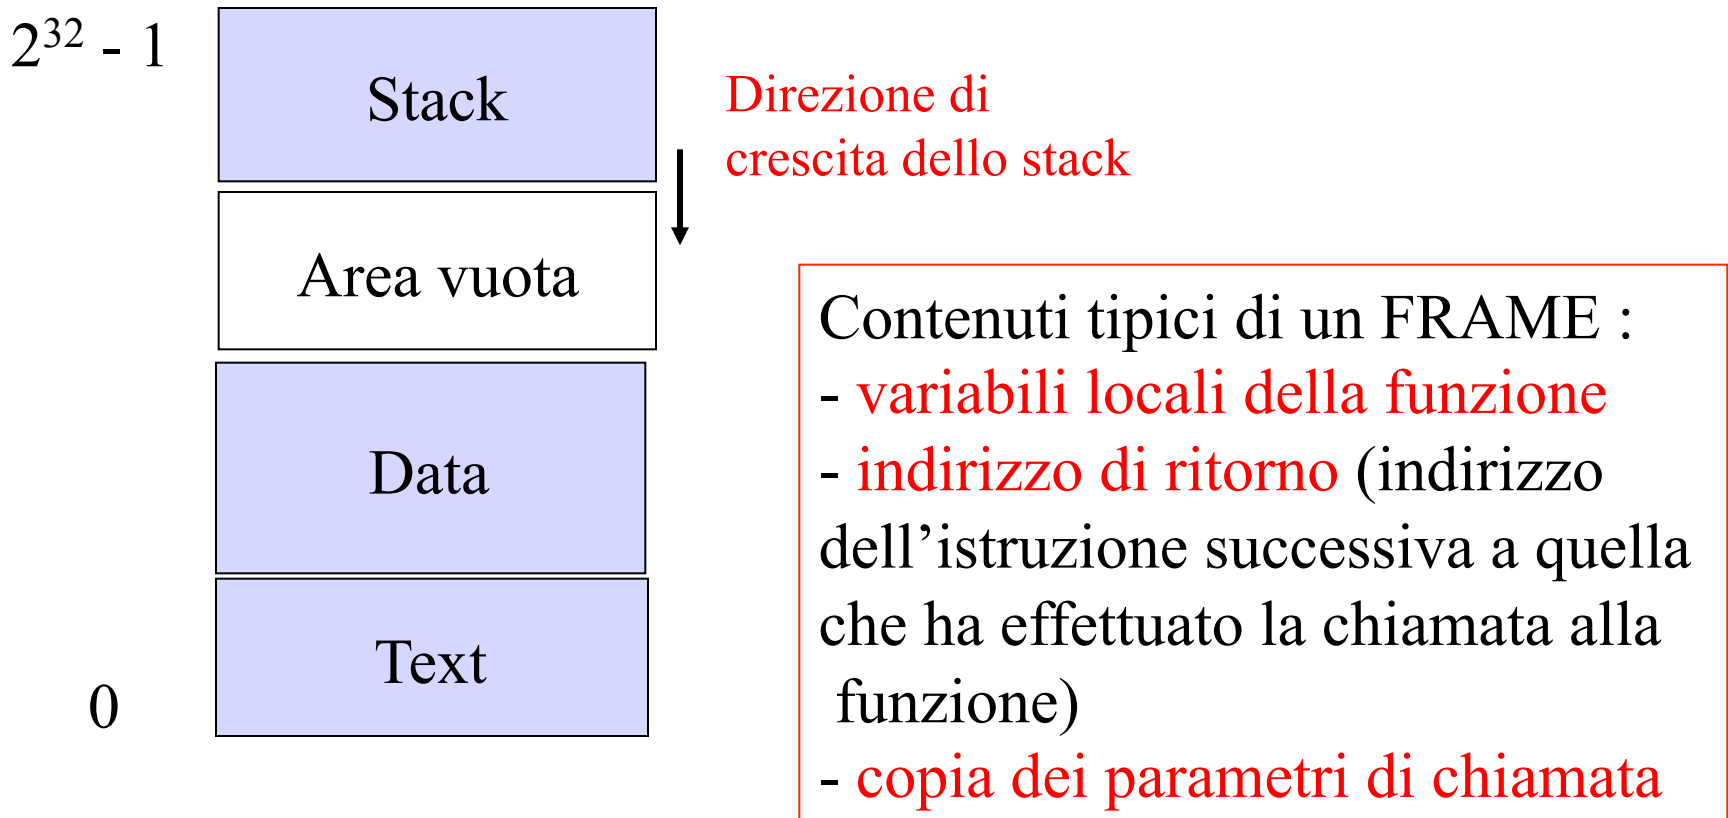 2³² - 1
Stack
Direzione di
crescita dello stack
Area vuota
Data
Text
0
Contenuti tipici di un FRAME :
- variabili locali della funzione
- indirizzo di ritorno (indirizzo
dell’istruzione successiva a quella
che ha effettuato la chiamata alla
funzione)
- copia dei parametri di chiamata